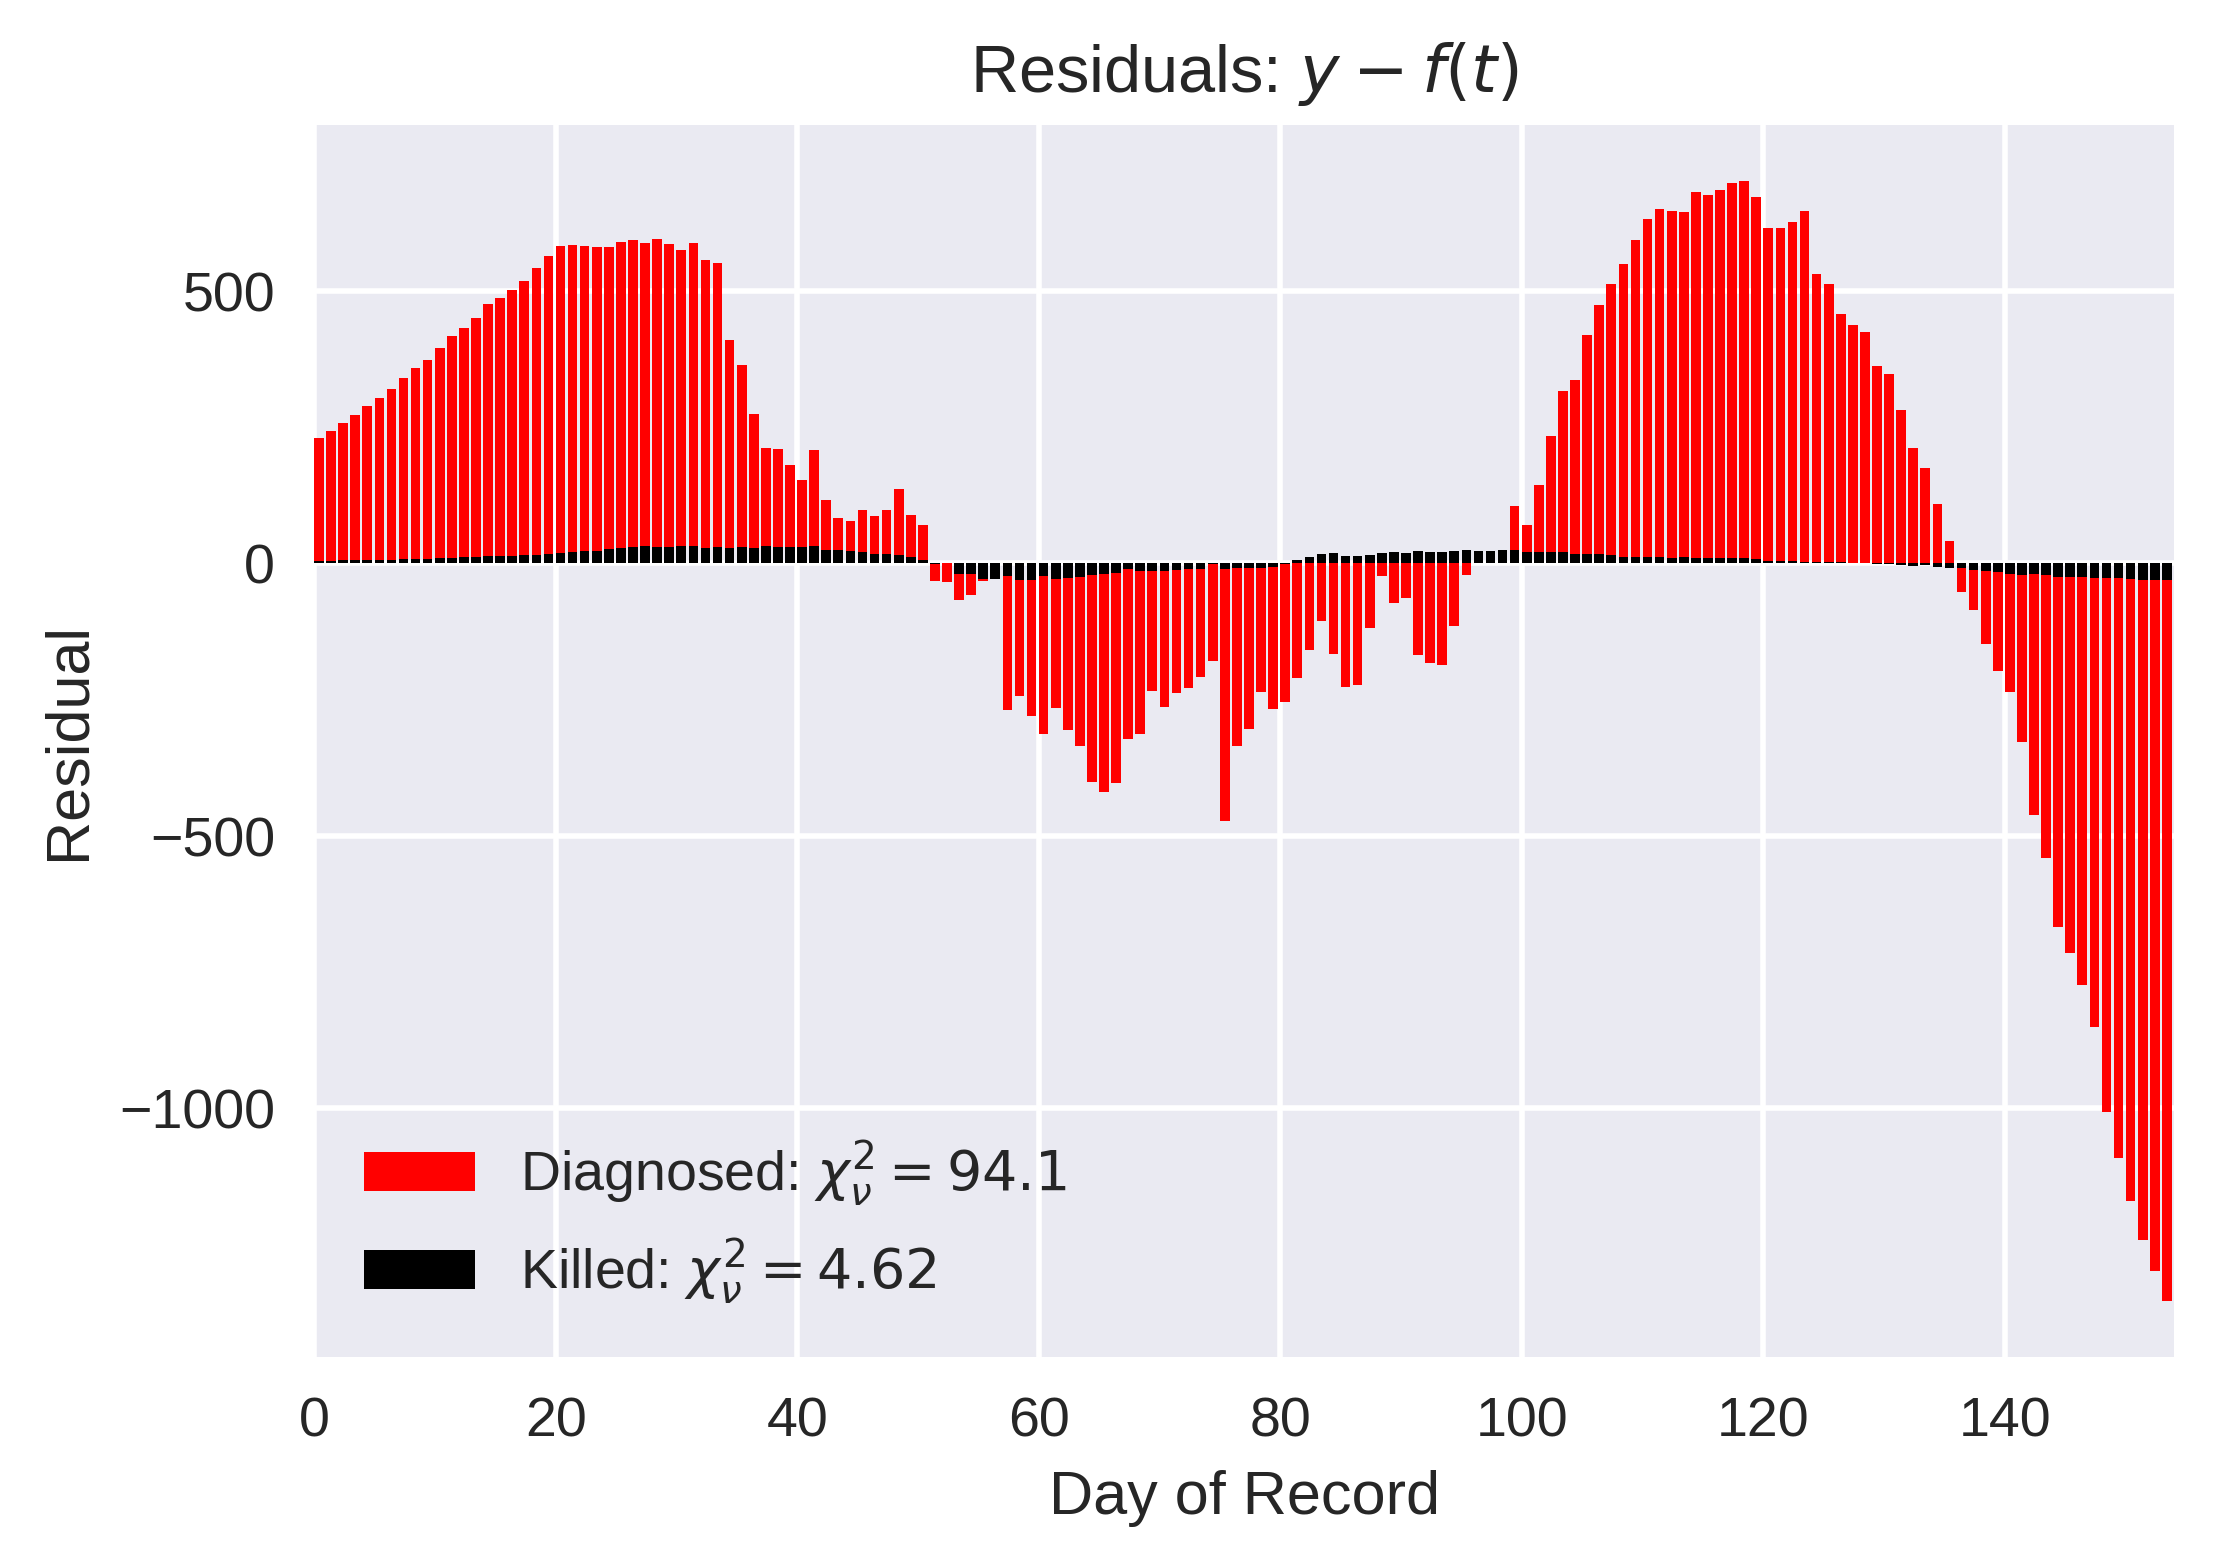 Residuals: y − f(t)
Residual
500
0
−500
−1000
Diagnosed: χ²ᵥ = 94.1
Killed: χ²ᵥ = 4.62
0 20 40 60 80 100 120 140
Day of Record